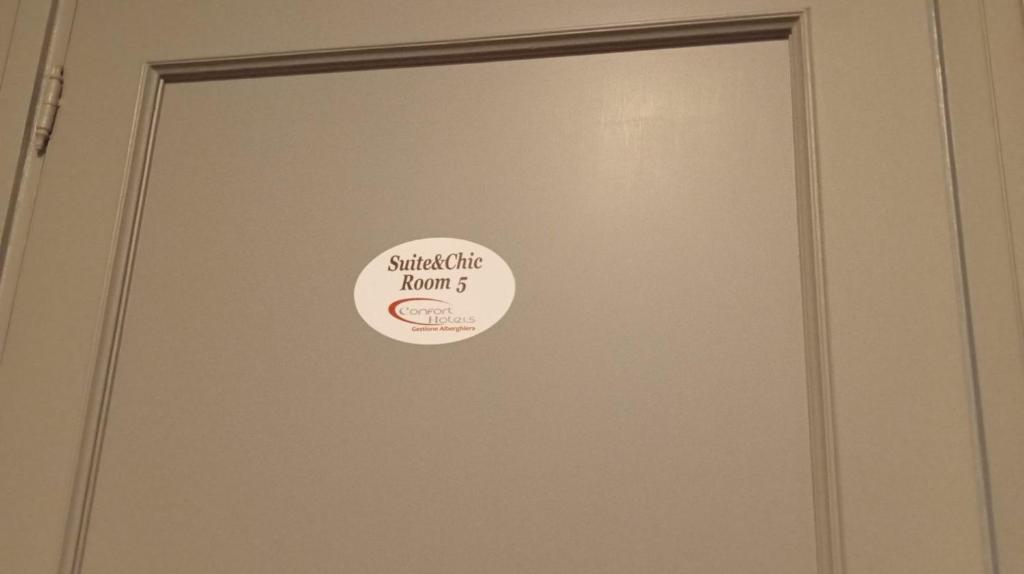 Suite&Chic
Room 5
Confort
Hotels
Gestione Alberghiera